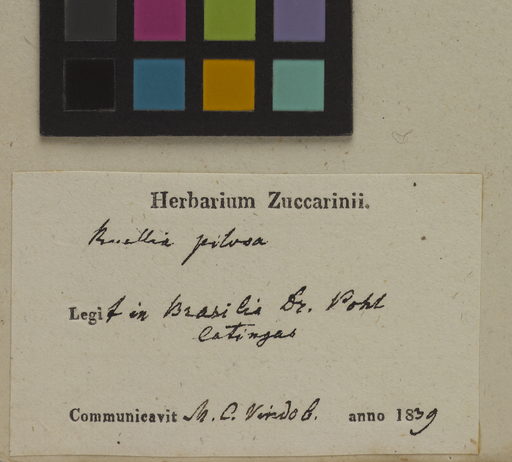 Herbarium Zuccarinii.
Ruellia pilosa
Legit in Brasilia Dr. Pohl
Catingas
Communicavit M. C. Vindob. anno 1839